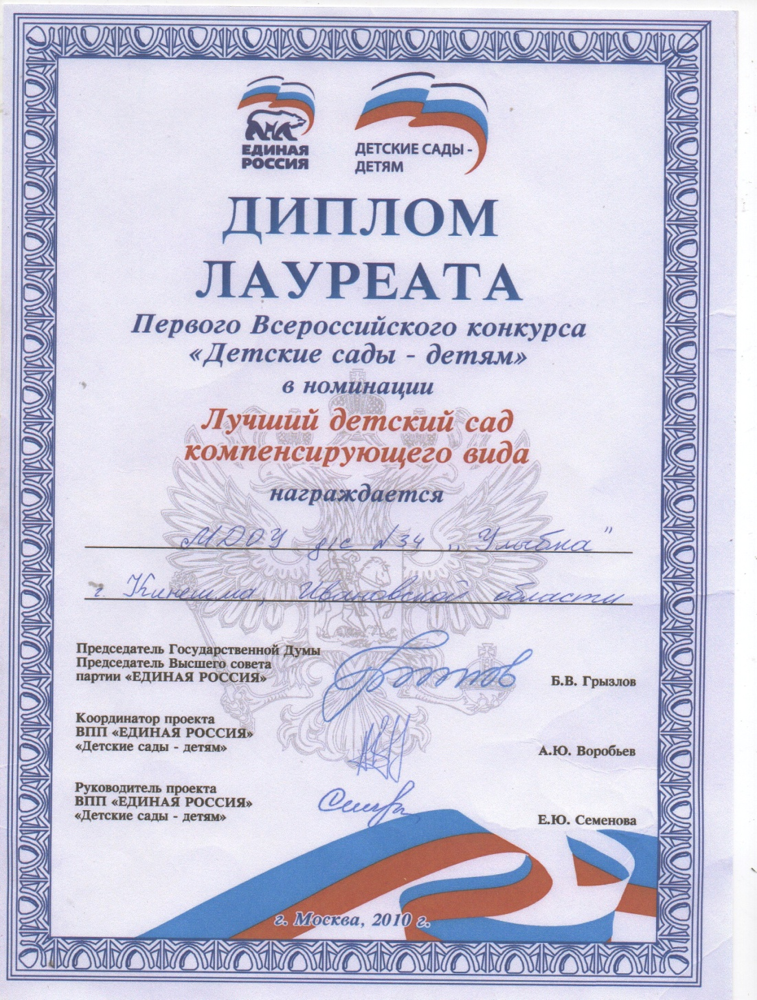 ЕДИНАЯ
РОССИЯ
ДЕТСКИЕ САДЫ -
ДЕТЯМ
ДИПЛОМ
ЛАУРЕАТА
Первого Всероссийского конкурса
«Детские сады - детям»
в номинации
Лучший детский сад
компенсирующего вида
награждается
МДОУ д/с №34 „Улыбка"
г. Кинешма, Ивановской области
Председатель Государственной Думы
Председатель Высшего совета
партии «ЕДИНАЯ РОССИЯ»
Б.В. Грызлов
Координатор проекта
ВПП «ЕДИНАЯ РОССИЯ»
«Детские сады - детям»
А.Ю. Воробьев
Руководитель проекта
ВПП «ЕДИНАЯ РОССИЯ»
«Детские сады - детям»
Е.Ю. Семенова
г. Москва, 2010 г.